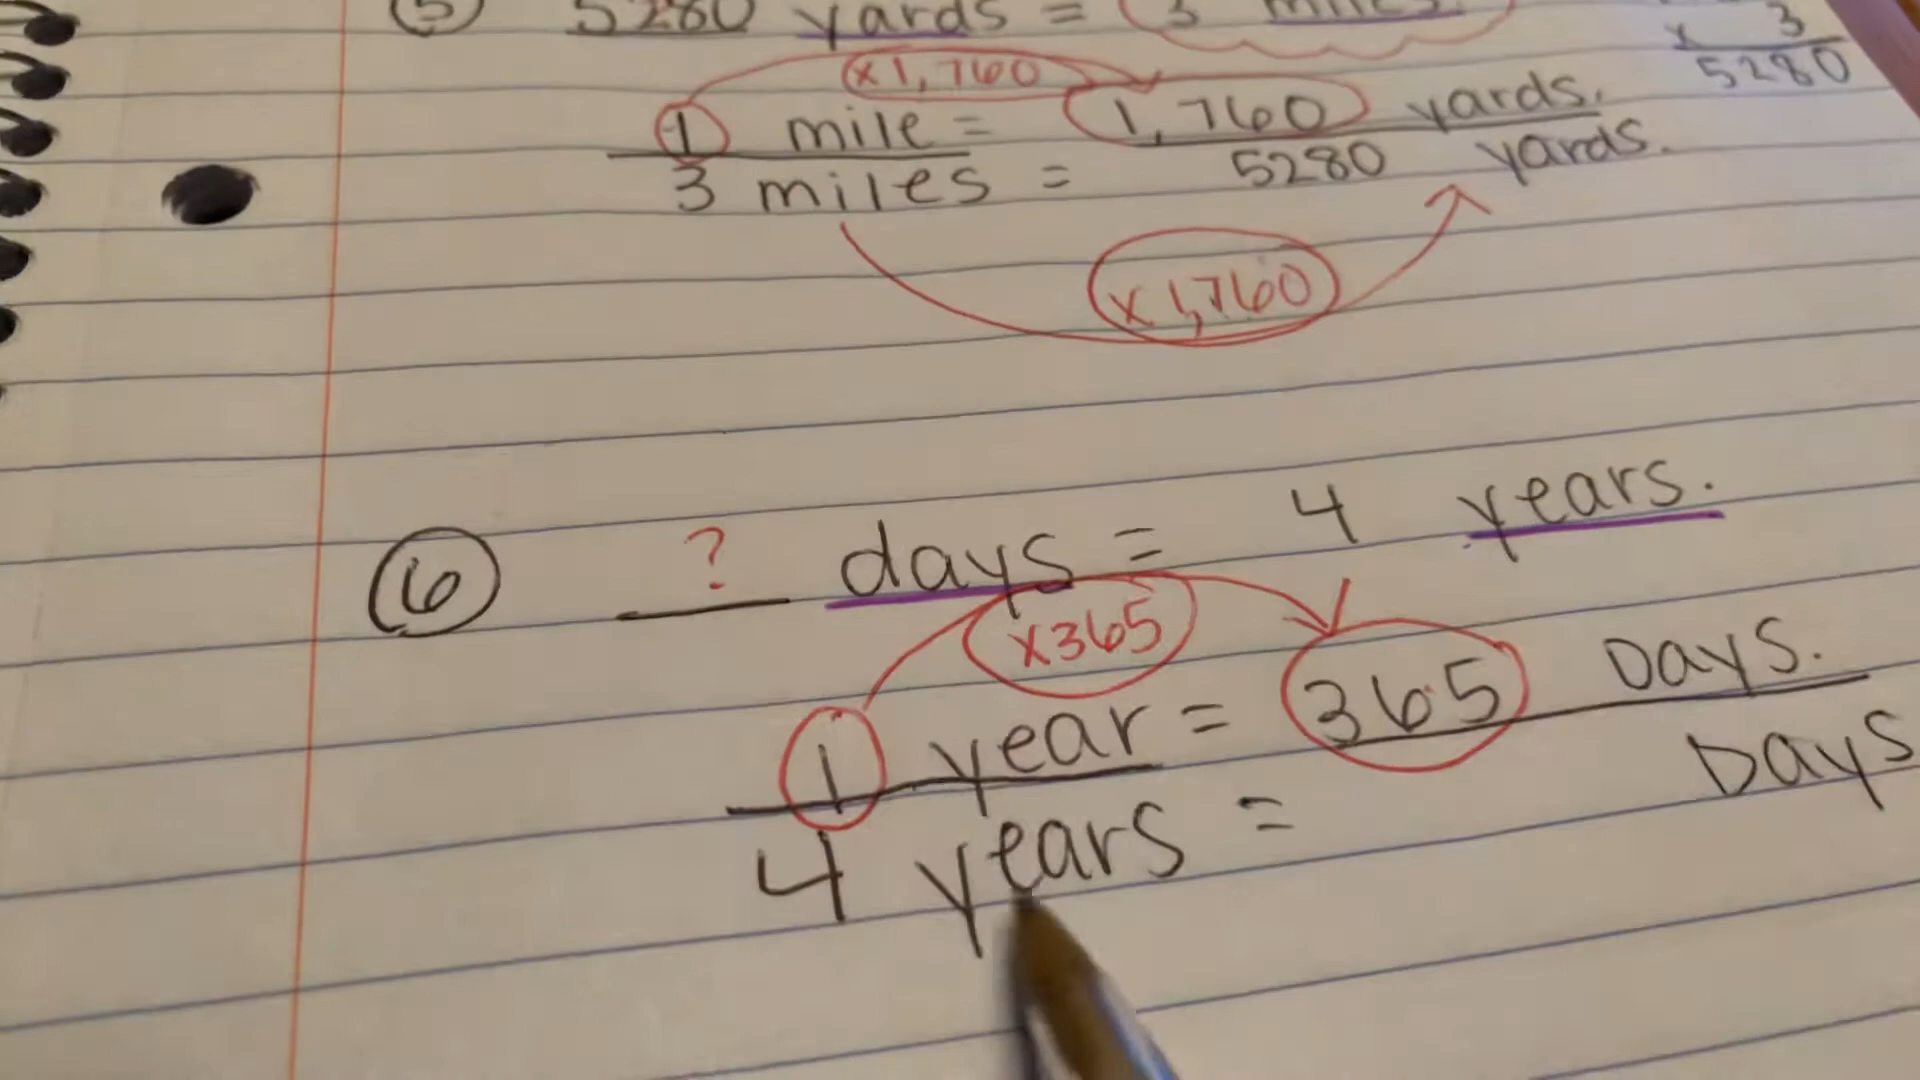 5 5280 yards = 3 miles.
x 3
5280
x1,760
1 mile = 1,760 yards.
3 miles = 5280 yards.
x1,760
6 ? days = 4 years.
x365
1 year = 365 Days.
4 years = Days